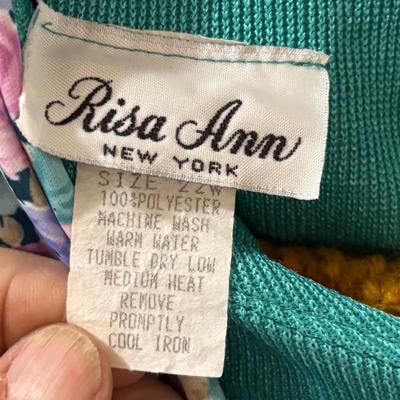 Risa Ann
NEW YORK
SIZE 22W
100%POLYESTER
MACHINE WASH
WARM WATER
TUMBLE DRY LOW
MEDIUM HEAT
REMOVE
PROMPTLY
COOL IRON